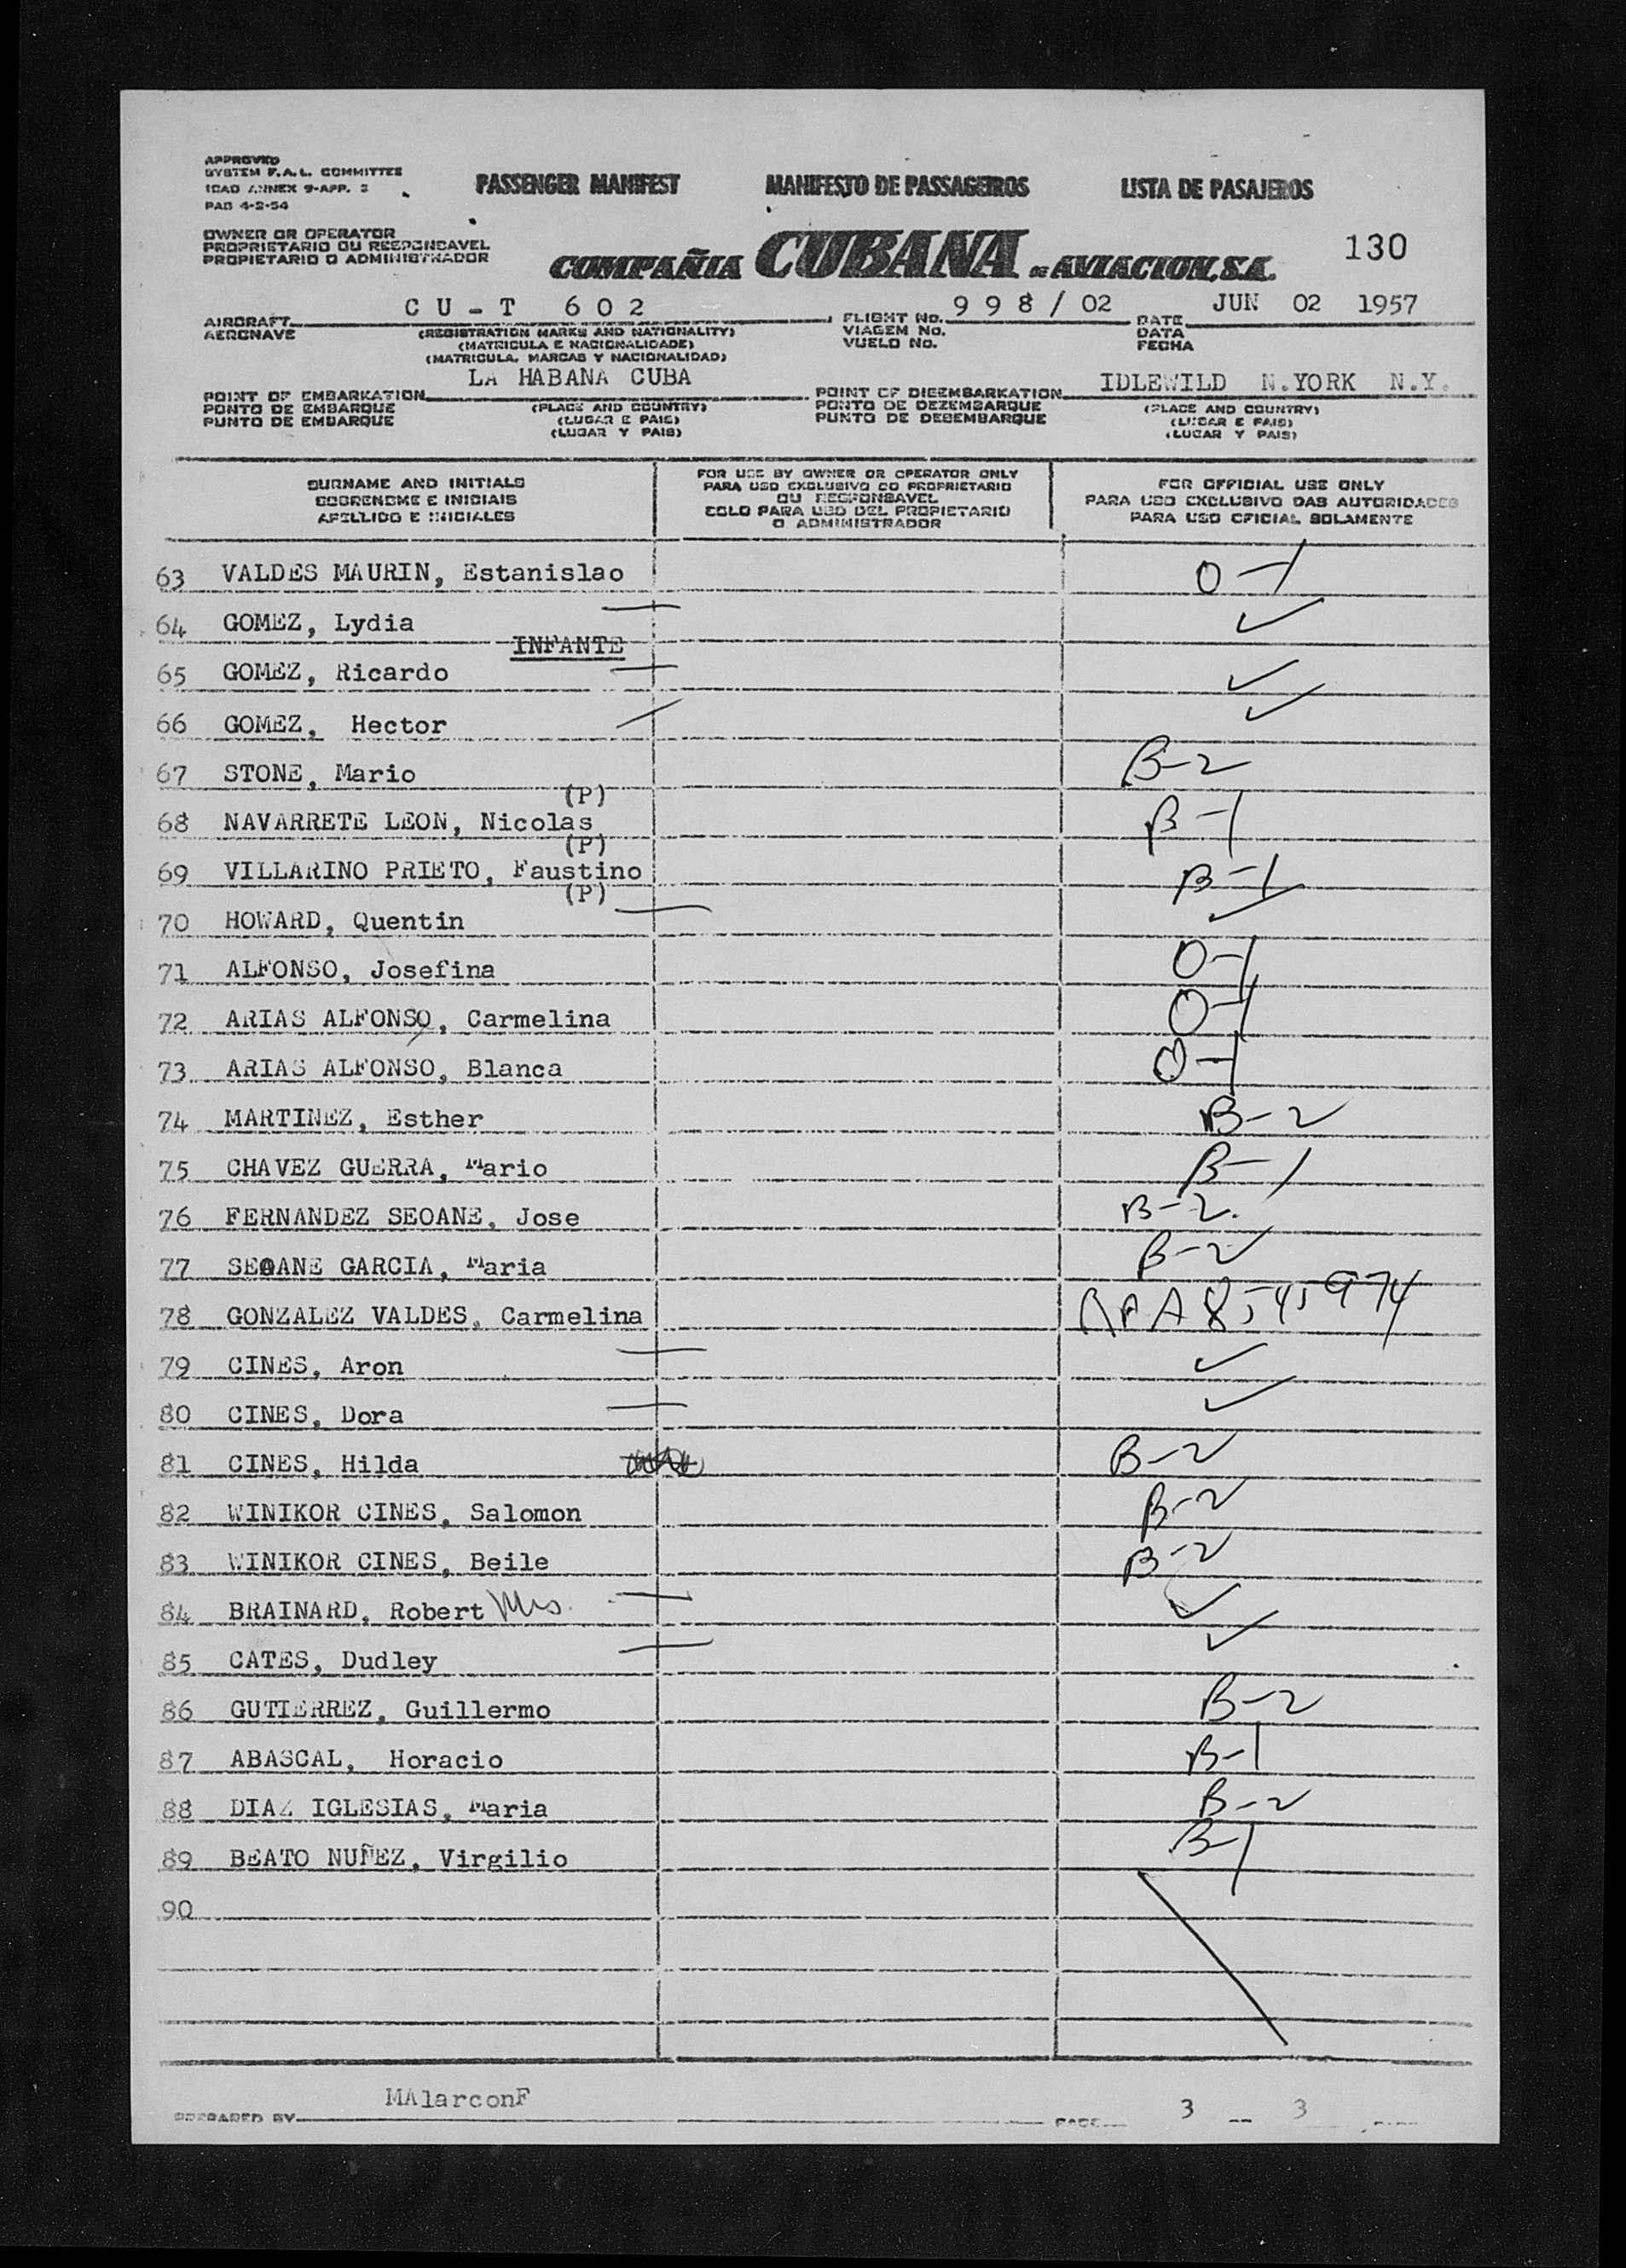 APPROVED
SYSTEM F.A.L. COMMITTEE
ICAO ANNEX 9-APP. 3
PAB 4-2-54
PASSENGER MANIFEST MANIFESTO DE PASSAGEIROS LISTA DE PASAJEROS
OWNER OR OPERATOR
PROPRIETARIO OU RESPONSAVEL
PROPIETARIO O ADMINISTRADOR
COMPAÑIA CUBANA DE AVIACION, S.A.
130
AIRCRAFT CU-T 602 FLIGHT No. 998/02 DATE JUN 02 1957
AERONAVE (REGISTRATION MARKS AND NATIONALITY) VIAGEM No. DATA
(MATRICULA E NACIONALIDADE) VUELO No. FECHA
(MATRICULA, MARCAS Y NACIONALIDAD)
POINT OF EMBARKATION LA HABANA CUBA POINT OF DISEMBARKATION IDLEWILD N.YORK N.Y.
PONTO DE EMBARQUE (PLACE AND COUNTRY) PONTO DE DEZEMBARQUE (PLACE AND COUNTRY)
PUNTO DE EMBARQUE (LUGAR E PAIS) PUNTO DE DESEMBARQUE (LUGAR E PAIS)
(LUGAR Y PAIS) (LUGAR Y PAIS)
SURNAME AND INITIALS
SOBRENOME E INICIAIS
APELLIDO E INICIALES
FOR USE BY OWNER OR OPERATOR ONLY
PARA USO EXCLUSIVO DO PROPRIETARIO
OU RESPONSAVEL
SOLO PARA USO DEL PROPIETARIO
O ADMINISTRADOR
FOR OFFICIAL USE ONLY
PARA USO EXCLUSIVO DAS AUTORIDADES
PARA USO OFICIAL SOLAMENTE
63 VALDES MAURIN, Estanislao O-1
64 GOMEZ, Lydia ✓
INFANTE
65 GOMEZ, Ricardo ✓
66 GOMEZ, Hector ✓
67 STONE, Mario B-2
(P)
68 NAVARRETE LEON, Nicolas B-1
(P)
69 VILLARINO PRIETO, Faustino B-1
(P)
70 HOWARD, Quentin ✓
71 ALFONSO, Josefina O-1
72 ARIAS ALFONSO, Carmelina O-1
73 ARIAS ALFONSO, Blanca O-1
74 MARTINEZ, Esther B-2
75 CHAVEZ GUERRA, Mario B-1
76 FERNANDEZ SEOANE, Jose B-2
77 SEOANE GARCIA, Maria B-2
78 GONZALEZ VALDES, Carmelina A8545974
79 CINES, Aron ✓
80 CINES, Dora ✓
81 CINES, Hilda B-2
82 WINIKOR CINES, Salomon B-2
83 WINIKOR CINES, Beile B-2
84 BRAINARD, Robert Mrs. ✓
85 CATES, Dudley ✓
86 GUTIERREZ, Guillermo B-2
87 ABASCAL, Horacio B-1
88 DIAZ IGLESIAS, Maria B-2
89 BEATO NUÑEZ, Virgilio B-1
90
PREPARED BY MAlarconF PAGE 3 3